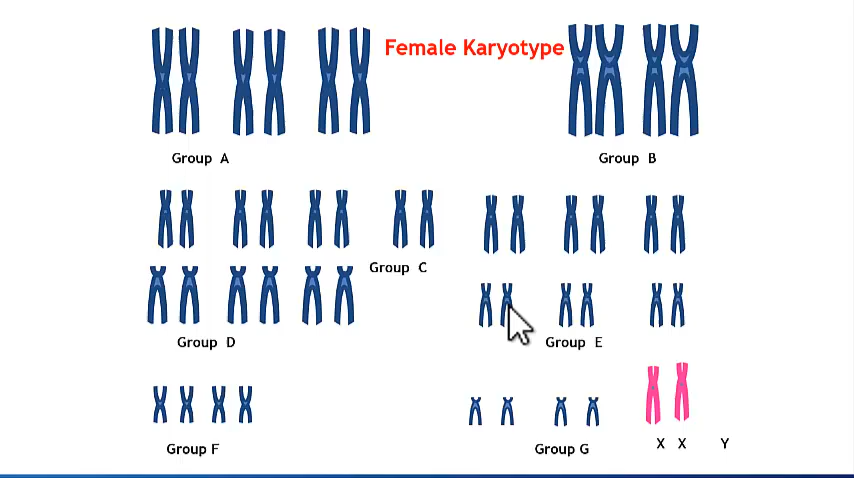 Female Karyotype
Group A
Group B
Group C
Group D
Group E
Group F
Group G
X X Y